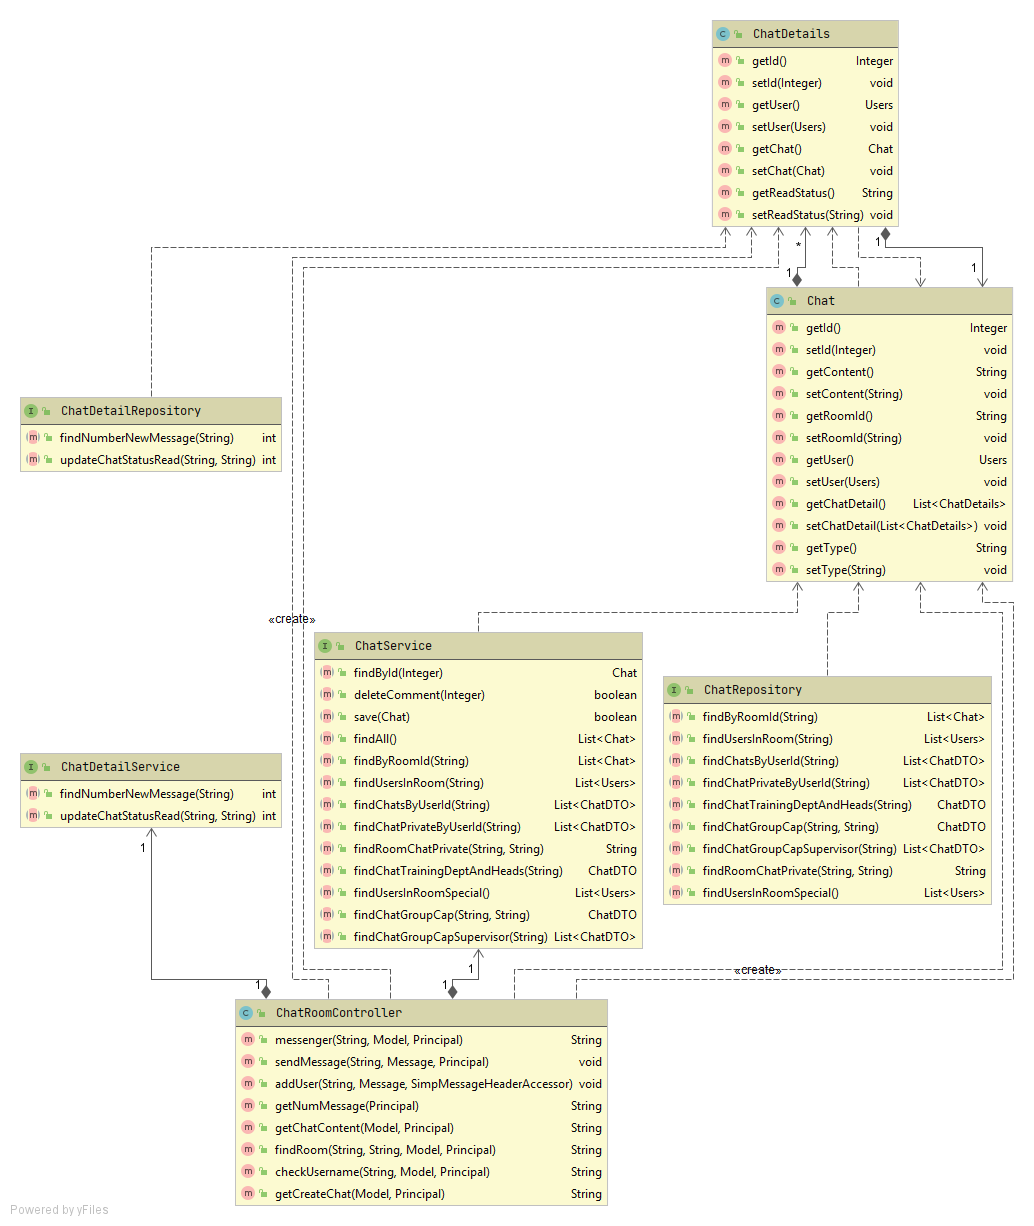 ChatDetails
getId() Integer
setId(Integer) void
getUser() Users
setUser(Users) void
getChat() Chat
setChat(Chat) void
getReadStatus() String
setReadStatus(String) void
* 1
1 1
Chat
getId() Integer
setId(Integer) void
getContent() String
setContent(String) void
getRoomId() String
setRoomId(String) void
getUser() Users
setUser(Users) void
getChatDetail() List<ChatDetails>
setChatDetail(List<ChatDetails>) void
getType() String
setType(String) void
ChatDetailRepository
findNumberNewMessage(String) int
updateChatStatusRead(String, String) int
«create»
ChatService
findById(Integer) Chat
deleteComment(Integer) boolean
save(Chat) boolean
findAll() List<Chat>
findByRoomId(String) List<Chat>
findUsersInRoom(String) List<Users>
findChatsByUserId(String) List<ChatDTO>
findChatPrivateByUserId(String) List<ChatDTO>
findRoomChatPrivate(String, String) String
findChatTrainingDeptAndHeads(String) ChatDTO
findUsersInRoomSpecial() List<Users>
findChatGroupCap(String, String) ChatDTO
findChatGroupCapSupervisor(String) List<ChatDTO>
ChatRepository
findByRoomId(String) List<Chat>
findUsersInRoom(String) List<Users>
findChatsByUserId(String) List<ChatDTO>
findChatPrivateByUserId(String) List<ChatDTO>
findChatTrainingDeptAndHeads(String) ChatDTO
findChatGroupCap(String, String) ChatDTO
findChatGroupCapSupervisor(String) List<ChatDTO>
findRoomChatPrivate(String, String) String
findUsersInRoomSpecial() List<Users>
ChatDetailService
findNumberNewMessage(String) int
updateChatStatusRead(String, String) int
1
1 «create»
1 1
ChatRoomController
messenger(String, Model, Principal) String
sendMessage(String, Message, Principal) void
addUser(String, Message, SimpMessageHeaderAccessor) void
getNumMessage(Principal) String
getChatContent(Model, Principal) String
findRoom(String, String, Model, Principal) String
checkUsername(String, Model, Principal) String
getCreateChat(Model, Principal) String
Powered by yFiles